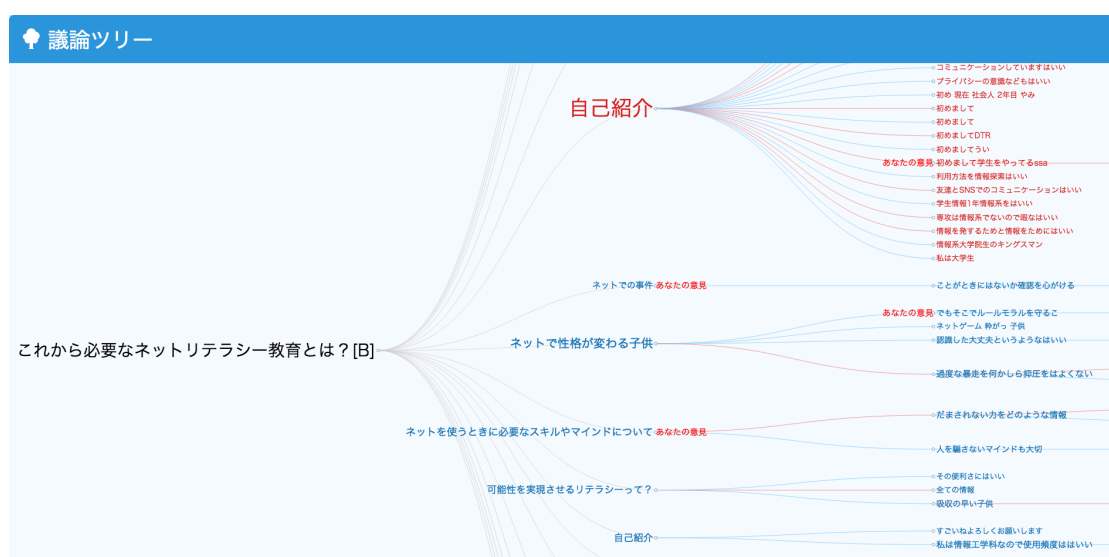 議論ツリー
コミュニケーションしていますはいい
プライバシーの意識などもはいい
初め 現在 社会人 2年目 やみ
自己紹介
初めまして
初めまして
初めましてDTR
初めましてうい
あなたの意見 初めまして学生をやってるssa
利用方法を情報探索はいい
友達とSNSでのコミュニケーションはいい
学生情報1年情報系をはいい
専攻は情報系でないので暇なはいい
情報を発するためと情報をためにはいい
情報系大学院生のキングスマン
私は大学生
ネットでの事件 あなたの意見 ことがときにはないか確認を心がける
あなたの意見 でもそこでルールモラルを守るこ
ネットゲーム 粋がっ 子供
ネットで性格が変わる子供 認識した大丈夫というようなはいい
これから必要なネットリテラシー教育とは？[B]
過度な暴走を何かしら抑圧をはよくない
だまされない力をどのような情報
ネットを使うときに必要なスキルやマインドについて あなたの意見
人を騙さないマインドも大切
その便利さにはいい
可能性を実現させるリテラシーって？ 全ての情報
吸収の早い子供
すごいねよろしくお願いします
自己紹介
私は情報工学科なので使用頻度ははいい